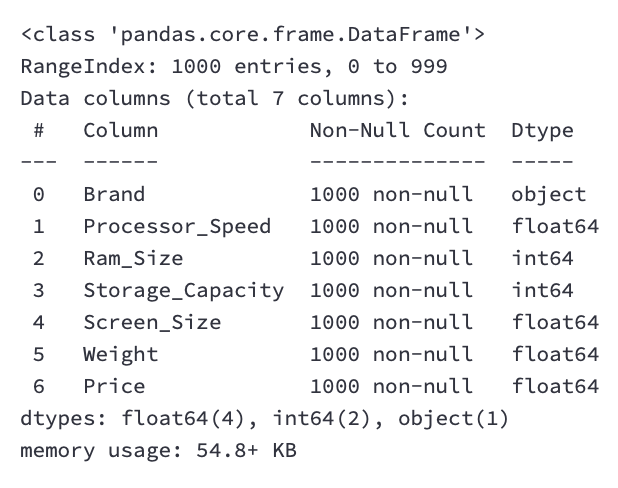 <class 'pandas.core.frame.DataFrame'>
RangeIndex: 1000 entries, 0 to 999
Data columns (total 7 columns):
 #   Column            Non-Null Count  Dtype
---  ------            --------------  -----
 0   Brand             1000 non-null   object
 1   Processor_Speed   1000 non-null   float64
 2   Ram_Size          1000 non-null   int64
 3   Storage_Capacity  1000 non-null   int64
 4   Screen_Size       1000 non-null   float64
 5   Weight            1000 non-null   float64
 6   Price             1000 non-null   float64
dtypes: float64(4), int64(2), object(1)
memory usage: 54.8+ KB